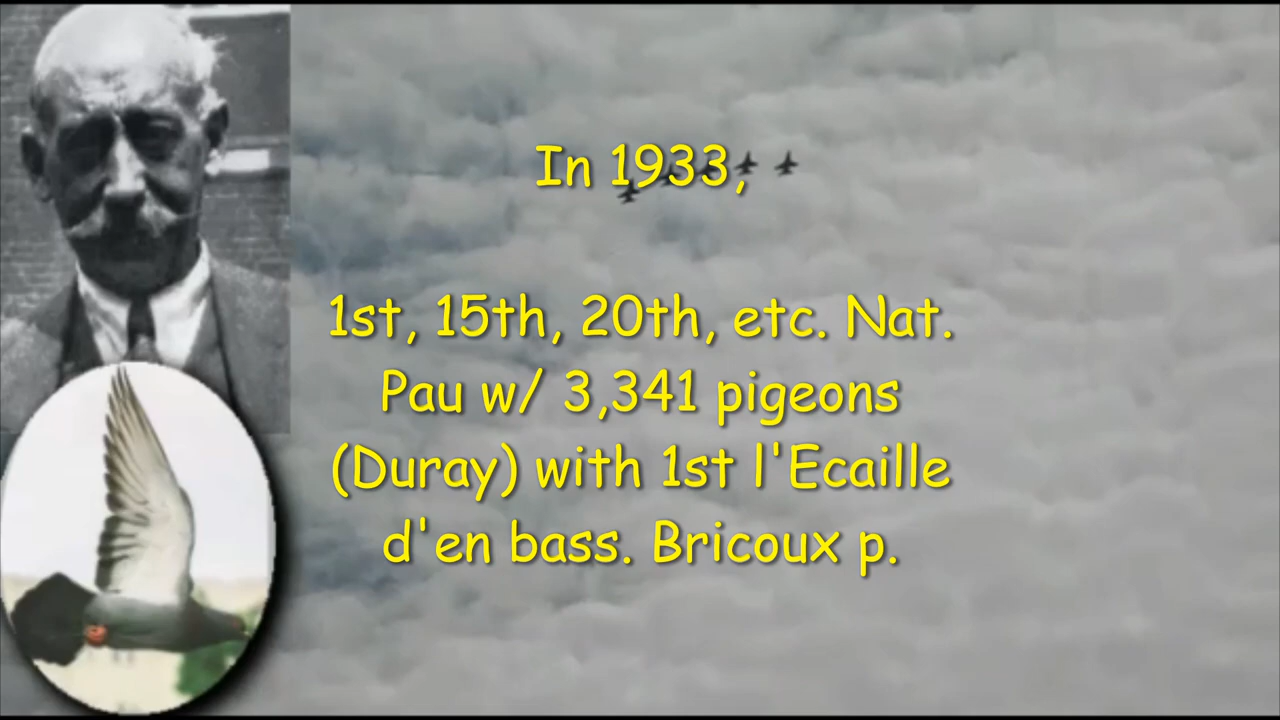 In 1933,
1st, 15th, 20th, etc. Nat.
Pau w/ 3,341 pigeons
(Duray) with 1st l'Ecaille
d'en bass. Bricoux p.